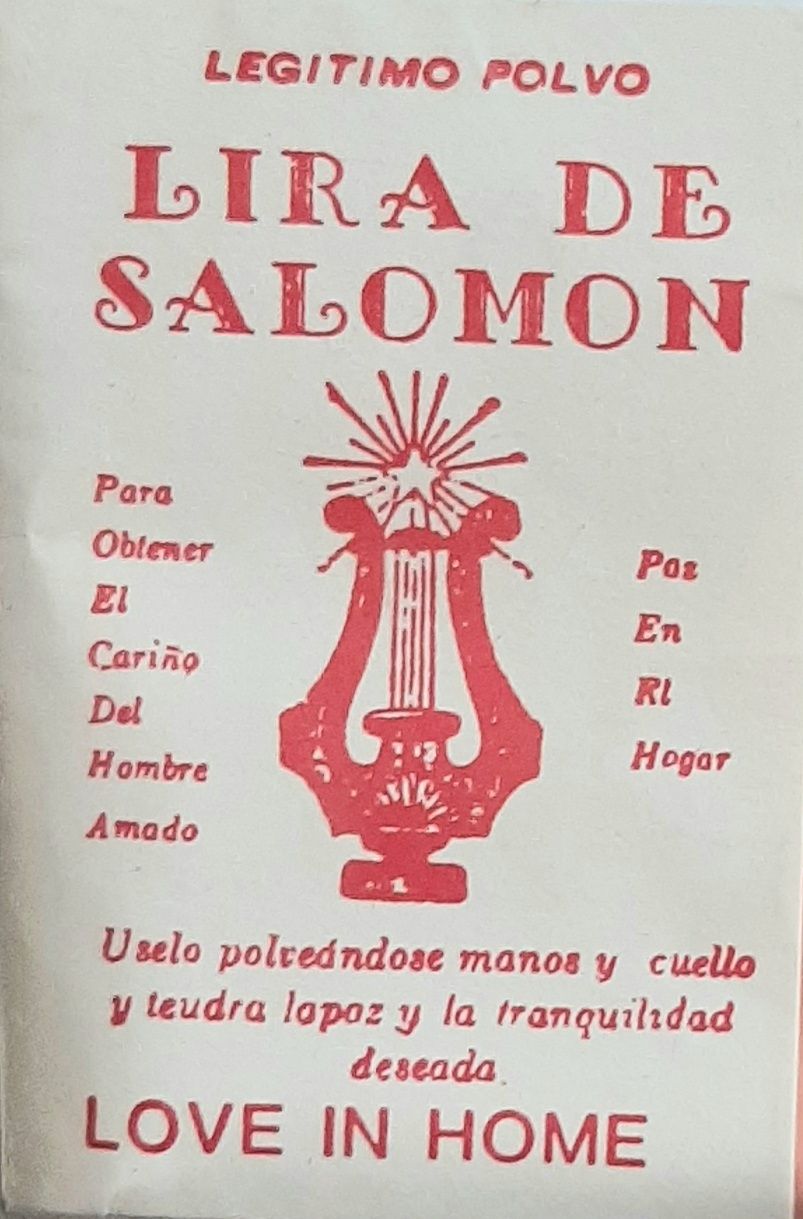 LEGITIMO POLVO
LIRA DE
SALOMON
Para
Obtener
El
Cariño
Del
Hombre
Amado
Paz
En
Rl
Hogar
Uselo polveándose manos y cuello
y teudra lapaz y la tranquilidad
deseada.
LOVE IN HOME